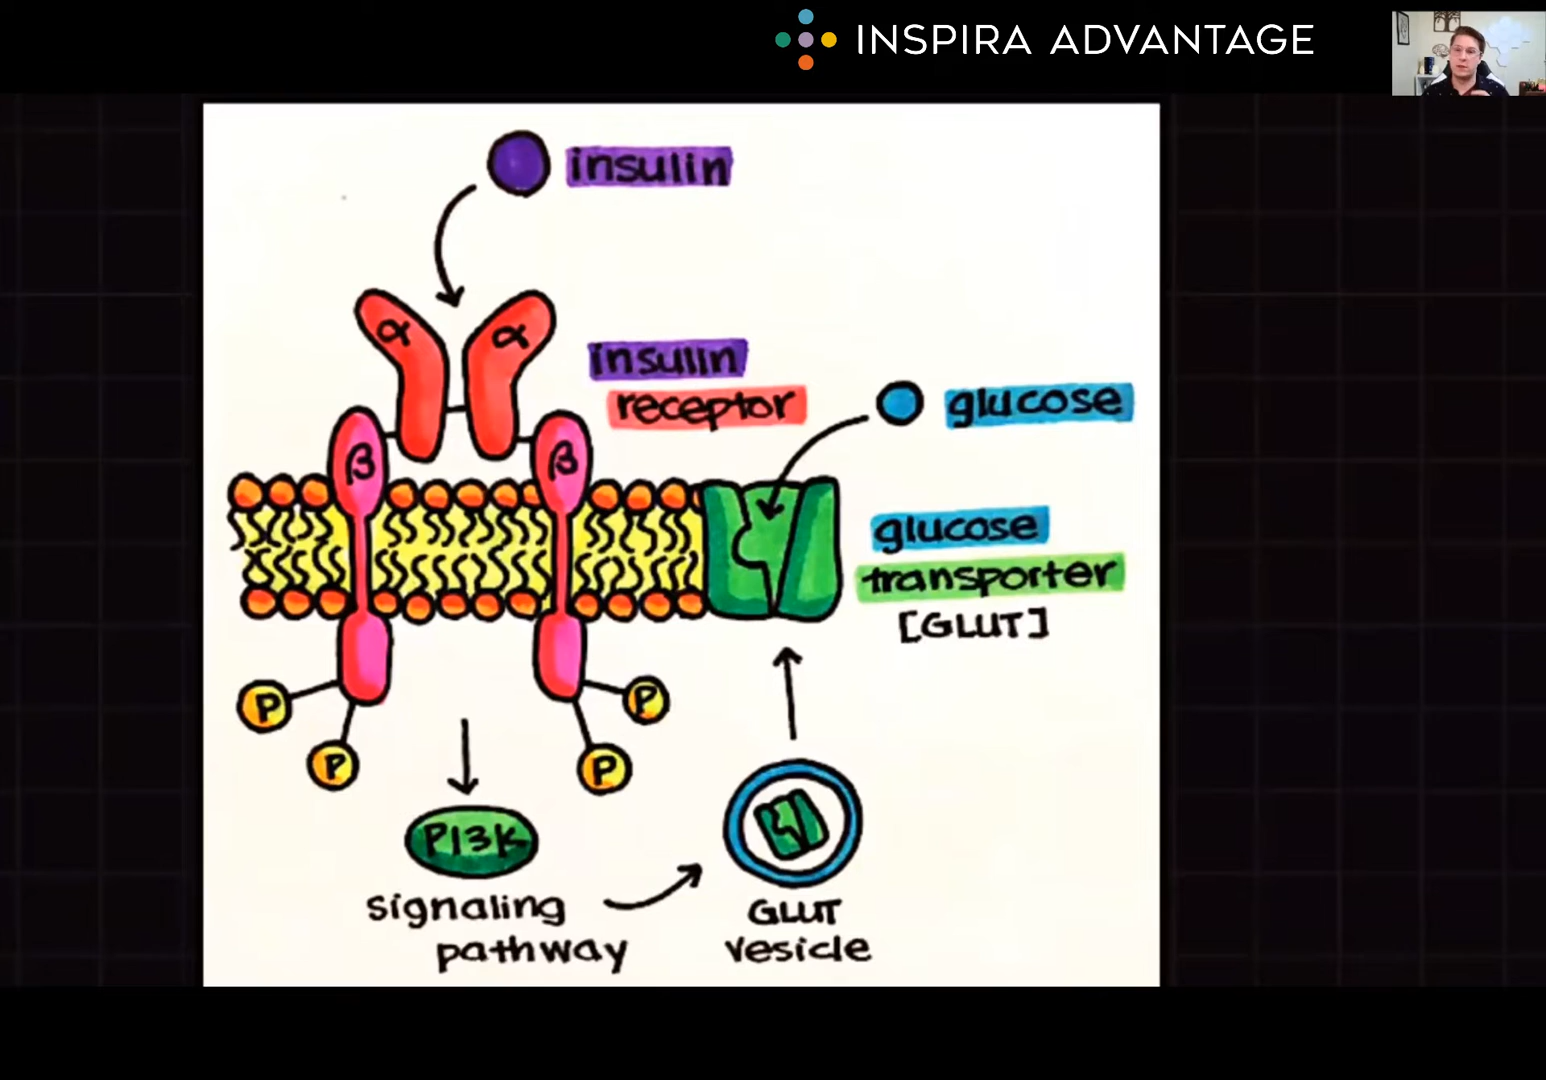 INSPIRA ADVANTAGE
insulin
α α
insulin
receptor
glucose
β β
glucose
transporter
[GLUT]
P P P P
PI3K
signaling
pathway
GLUT
vesicle